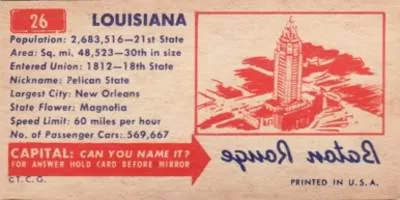 26
LOUISIANA
Population: 2,683,516—21st State
Area: Sq. mi. 48,523—30th in size
Entered Union: 1812—18th State
Nickname: Pelican State
Largest City: New Orleans
State Flower: Magnolia
Speed Limit: 60 miles per hour
No. of Passenger Cars: 569,667
CAPITAL: CAN YOU NAME IT?
FOR ANSWER HOLD CARD BEFORE MIRROR
©T. C. G.
Baton Rouge
PRINTED IN U. S. A.